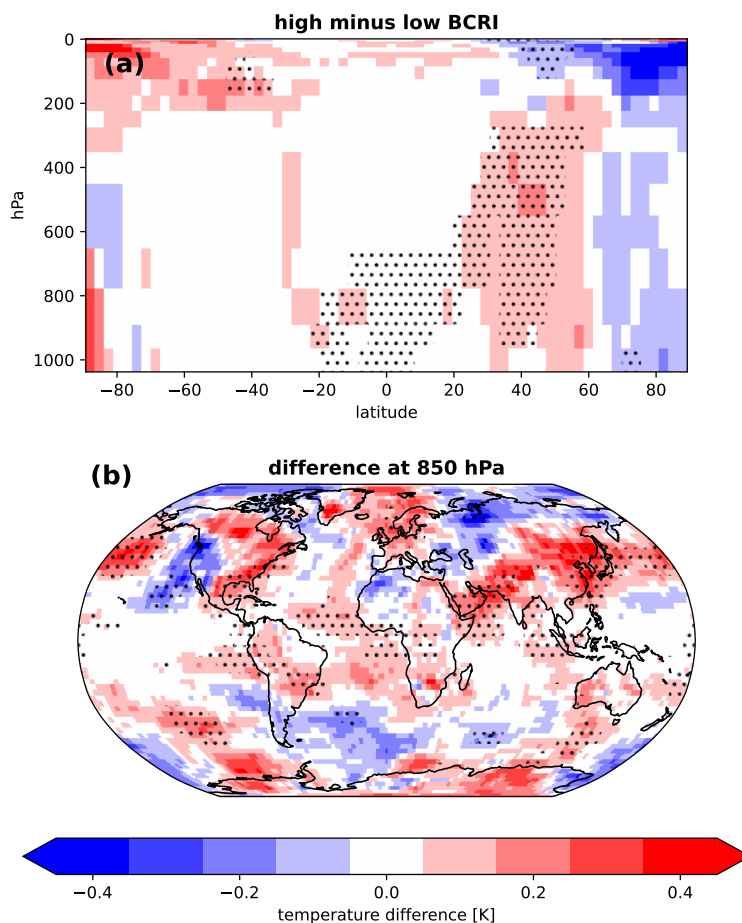 high minus low BCRI
(a)
0
200
400
600
800
1000
hPa
−80 −60 −40 −20 0 20 40 60 80
latitude
(b)
difference at 850 hPa
−0.4 −0.2 0.0 0.2 0.4
temperature difference [K]